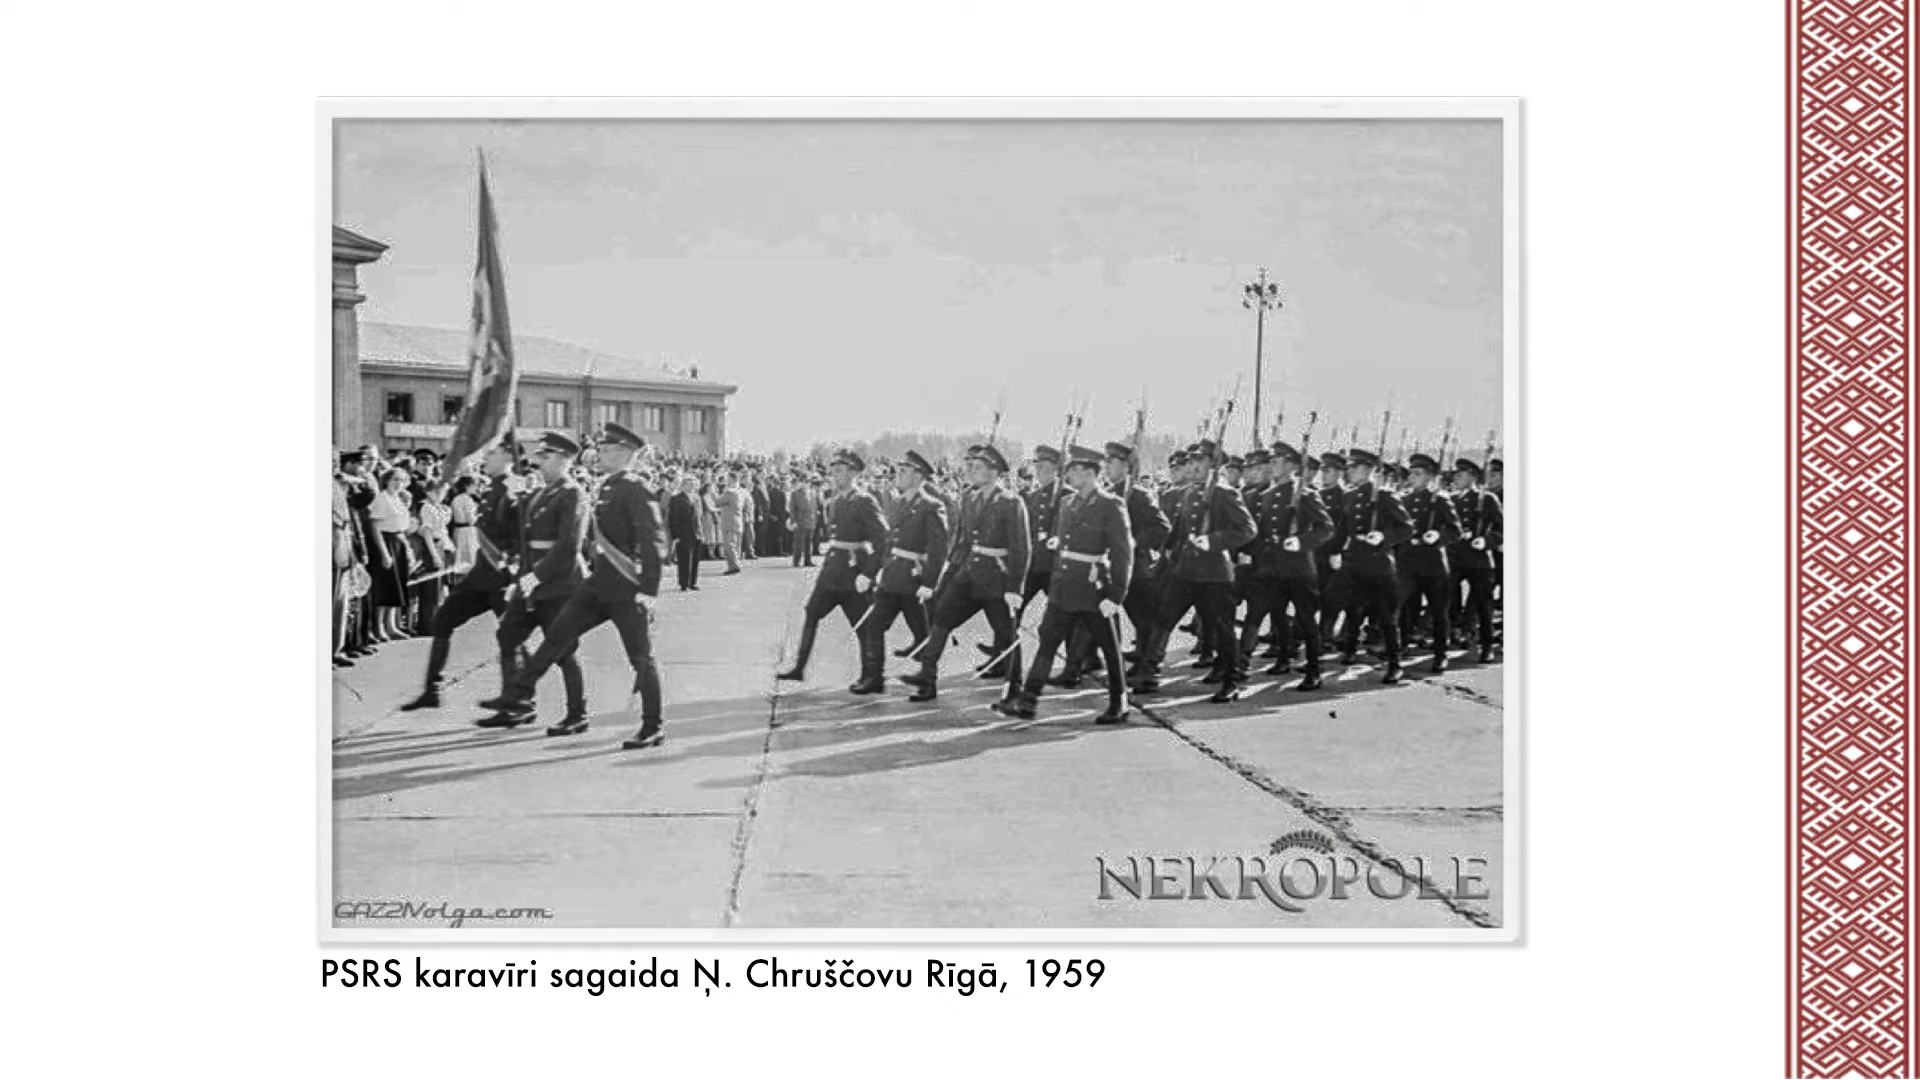 NEKROPOLE
GAZ21Volga.com
PSRS karavīri sagaida Ņ. Chruščovu Rīgā, 1959